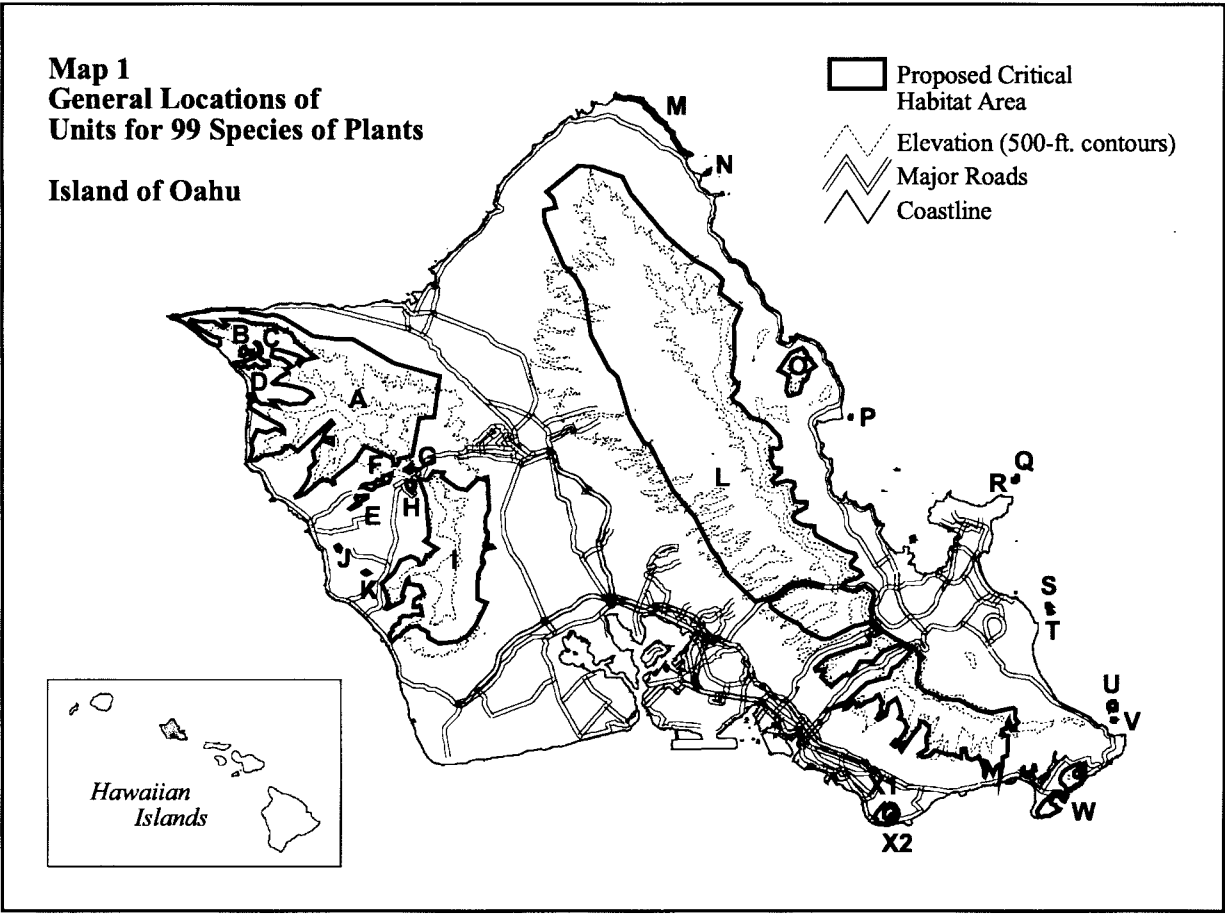 Map 1
General Locations of
Units for 99 Species of Plants
Island of Oahu
Proposed Critical
Habitat Area
Elevation (500-ft. contours)
Major Roads
Coastline
M
N
B C
D
A
O
P
F G
E H
L
Q
R
J
I
K
S
T
U
V
W
X1
X2
Hawaiian
Islands